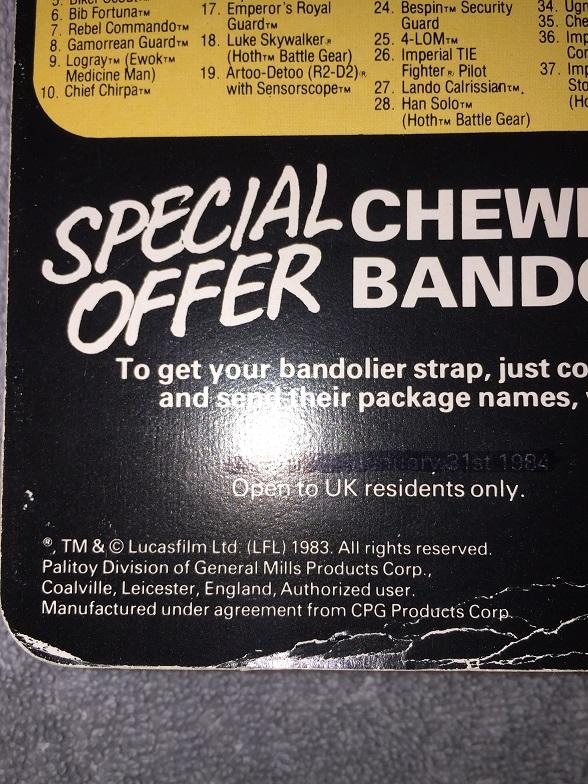 6. Bib Fortuna™
7. Rebel Commando™
8. Gamorrean Guard™
9. Logray™ (Ewok™
Medicine Man)
10. Chief Chirpa™
17. Emperor's Royal
Guard™
18. Luke Skywalker®
(Hoth™ Battle Gear)
19. Artoo-Detoo (R2-D2)®
with Sensorscope™
24. Bespin™ Security
Guard
25. 4-LOM™
26. Imperial TIE
Fighter® Pilot
27. Lando Calrissian™.
28. Han Solo™
(Hoth™ Battle Gear)
34.
35.
36.
37.
SPECIAL
OFFER
CHEW
BAND
To get your bandolier strap, just co
and send their package names,
31st 1984
Open to UK residents only.
®, TM & © Lucasfilm Ltd. (LFL) 1983. All rights reserved.
Palitoy Division of General Mills Products Corp.,
Coalville, Leicester, England, Authorized user.
Manufactured under agreement from CPG Products Corp.